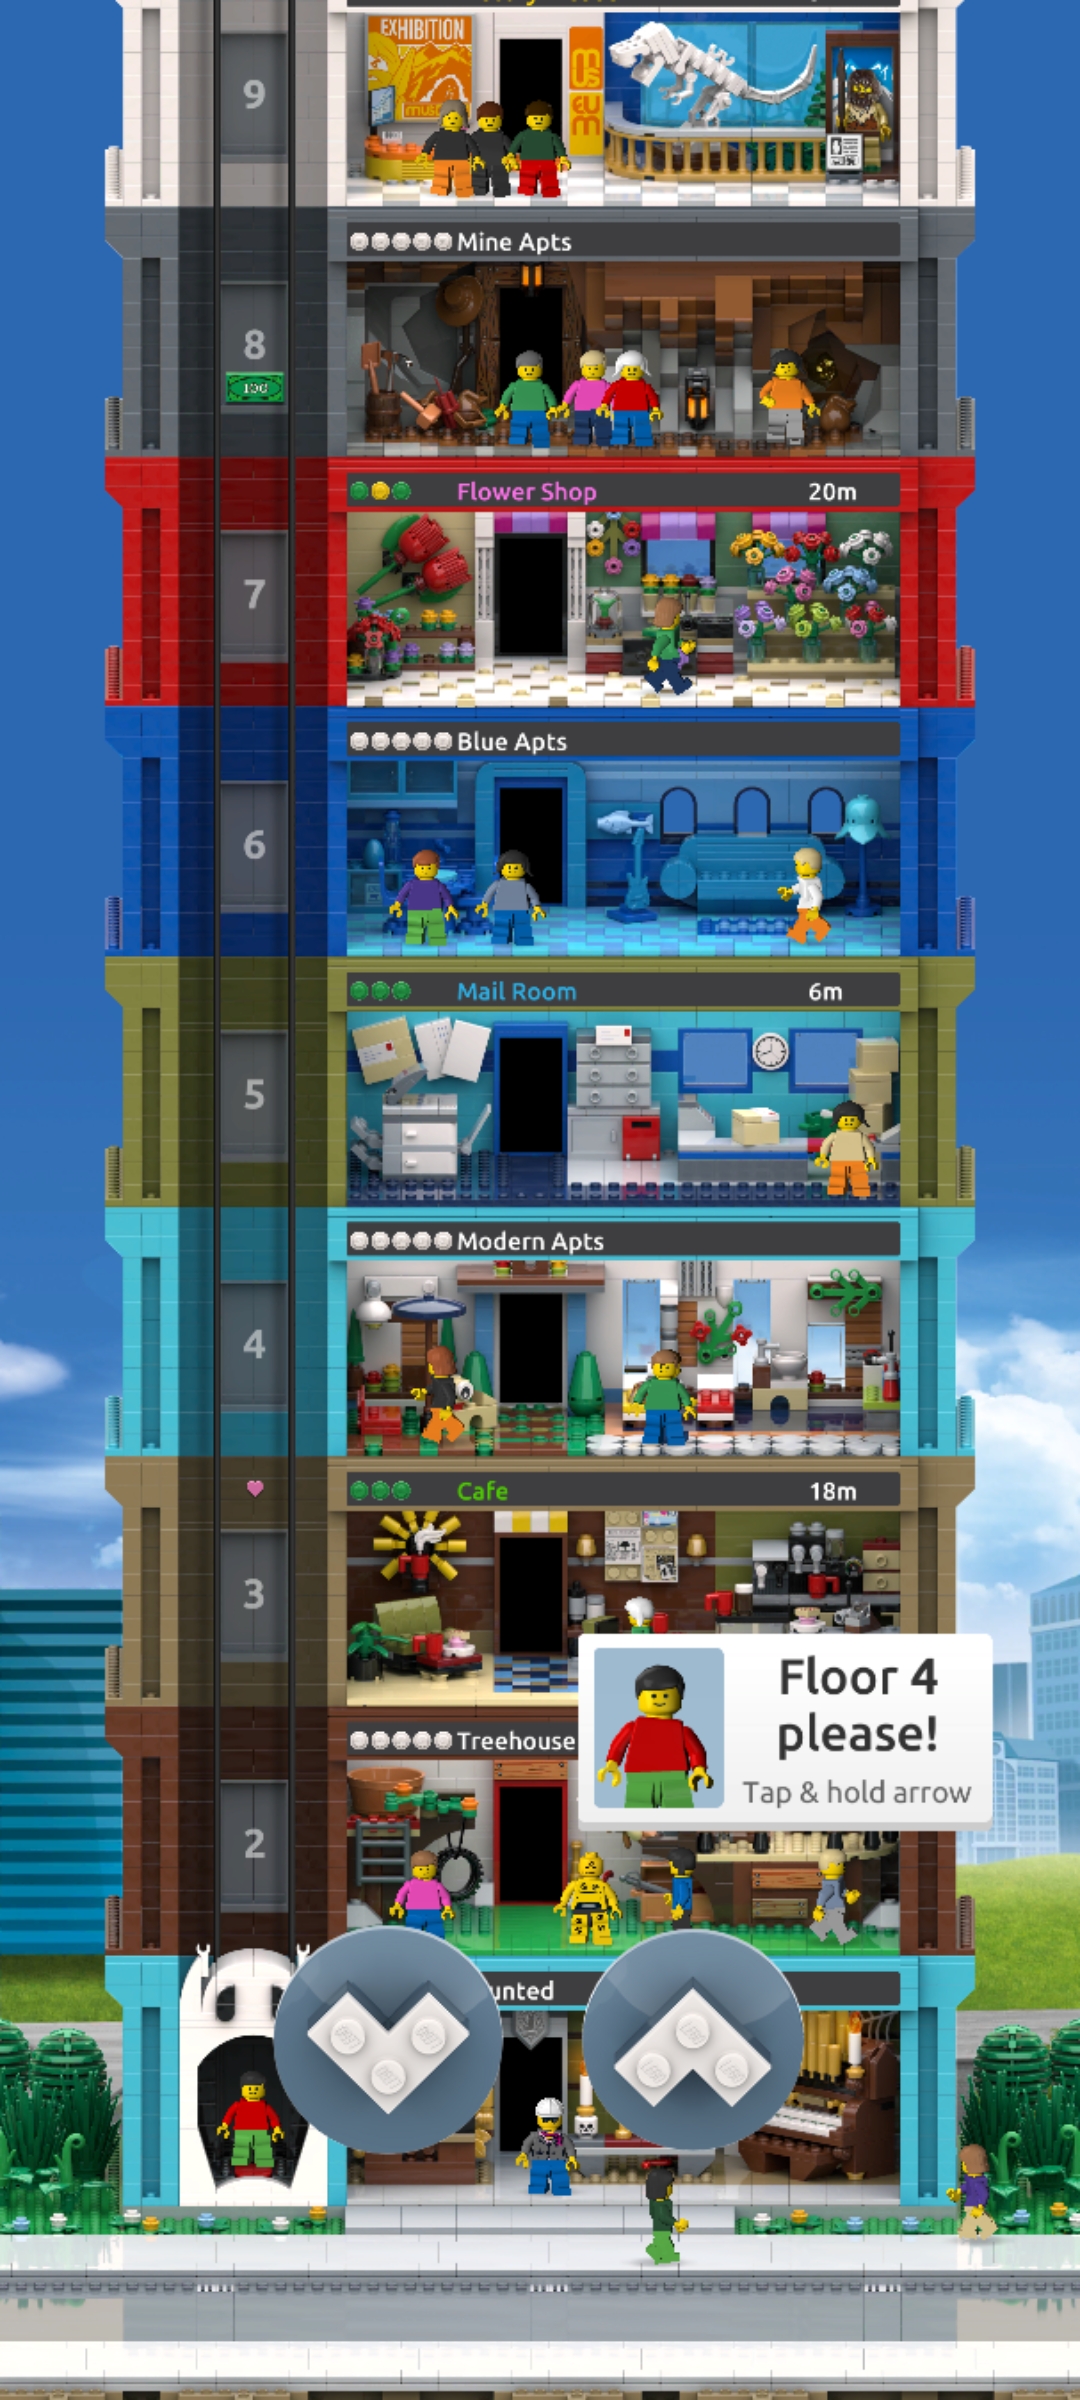 EXHIBITION
mus
EU
M
9
Mine Apts
8
100
Flower Shop 20m
7
Blue Apts
6
Mail Room 6m
5
Modern Apts
4
Cafe 18m
3
Floor 4
please!
Tap & hold arrow
Treehouse
2
unted